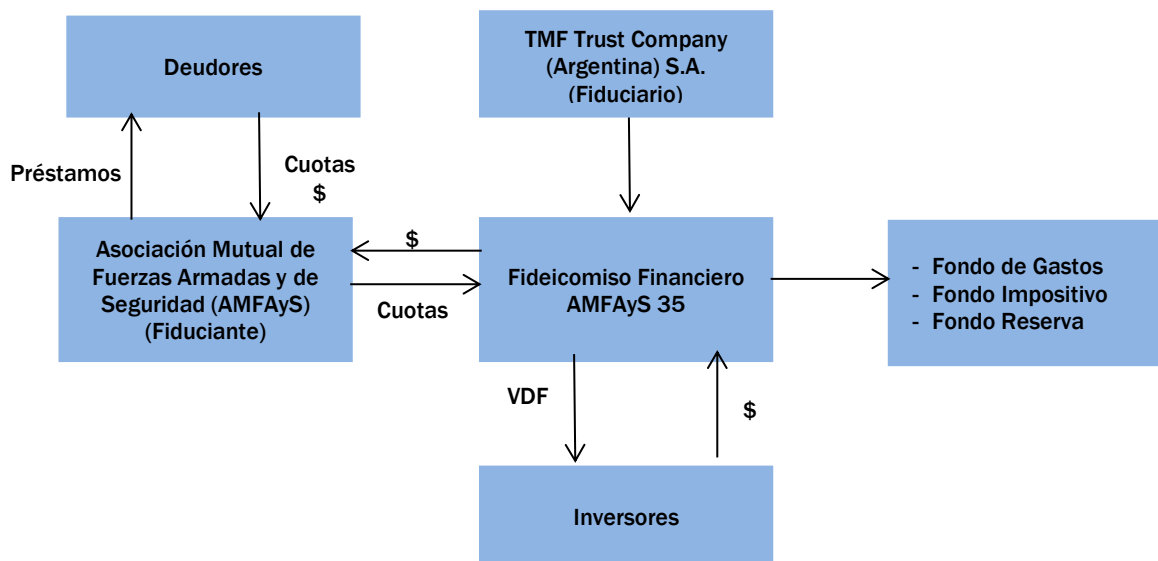 Deudores
TMF Trust Company
(Argentina) S.A.
(Fiduciario)
Préstamos
Cuotas
$
Asociación Mutual de
Fuerzas Armadas y de
Seguridad (AMFAyS)
(Fiduciante)
$
Cuotas
Fideicomiso Financiero
AMFAyS 35
- Fondo de Gastos
- Fondo Impositivo
- Fondo Reserva
VDF
$
Inversores